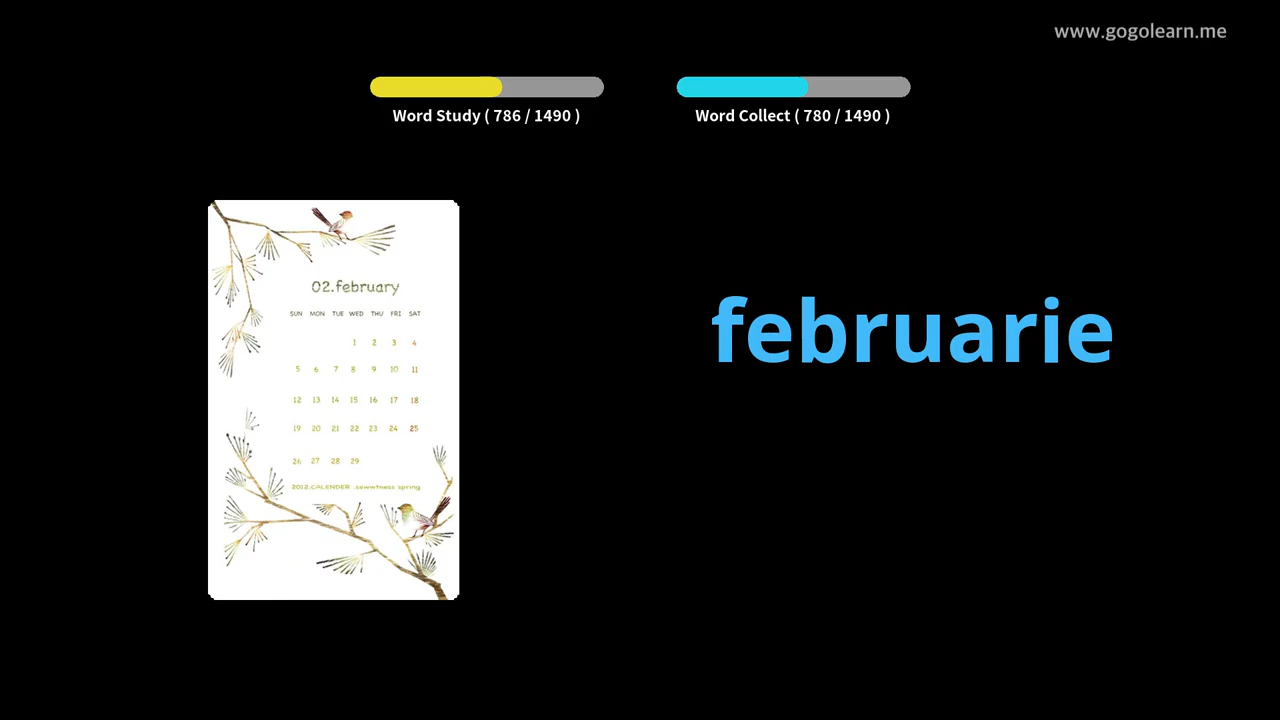 www.gogolearn.me
Word Study ( 786 / 1490 )
Word Collect ( 780 / 1490 )
02.february
SUN MON TUE WED THU FRI SAT
1 2 3 4
5 6 7 8 9 10 11
12 13 14 15 16 17 18
19 20 21 22 23 24 25
26 27 28 29
2012.CALENDER .sewwtness spring
februarie